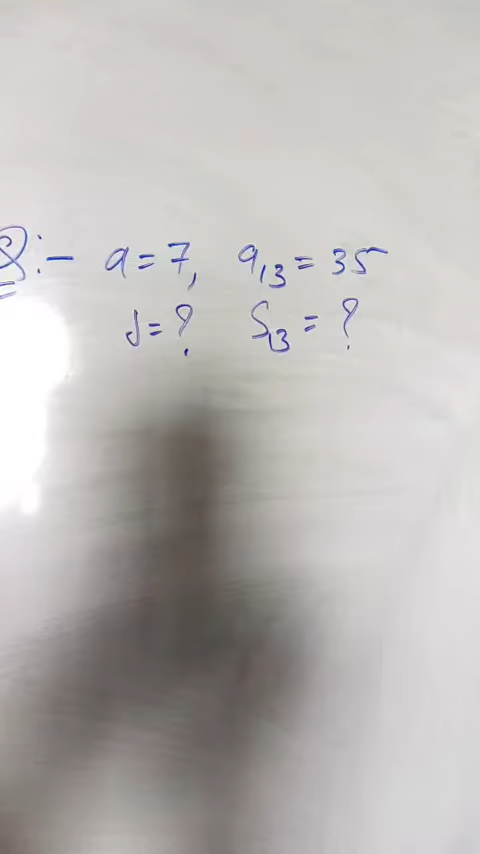 Q:- a = 7, a₁₃ = 35
d = ? S₁₃ = ?